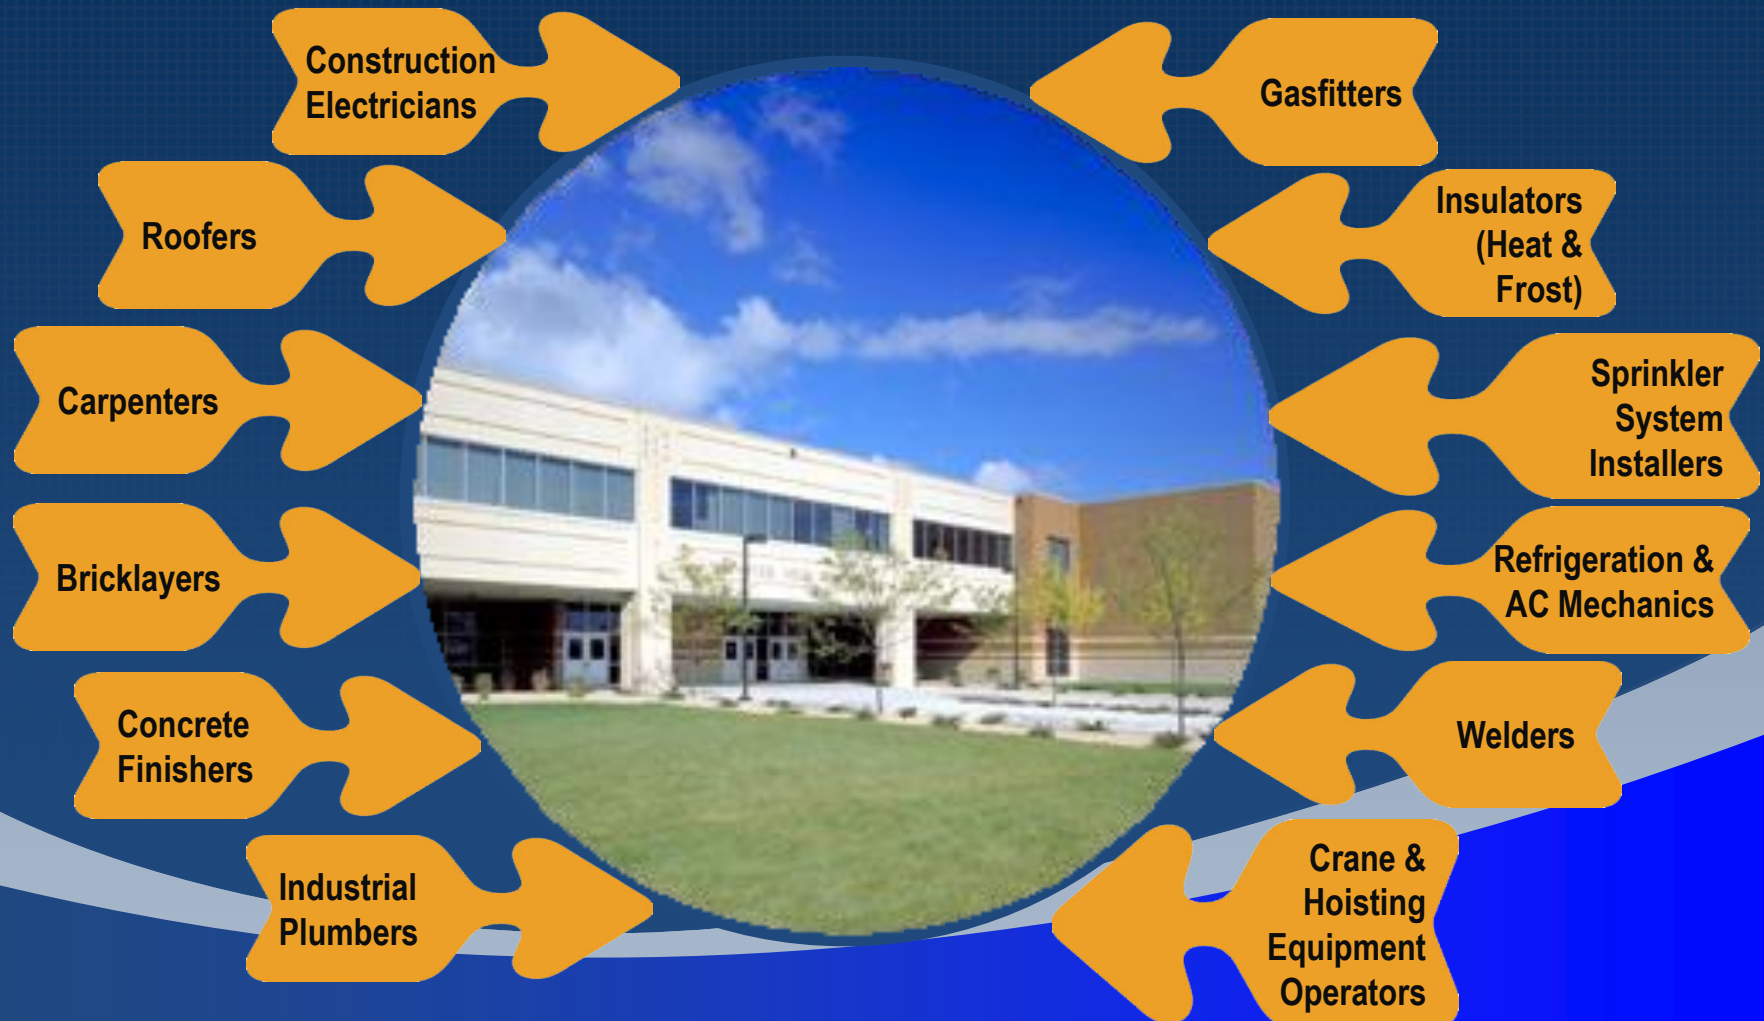 Construction
Electricians
Gasfitters
Roofers
Insulators
(Heat &
Frost)
Carpenters
Sprinkler
System
Installers
Bricklayers
Refrigeration &
AC Mechanics
Concrete
Finishers
Welders
Industrial
Plumbers
Crane &
Hoisting
Equipment
Operators